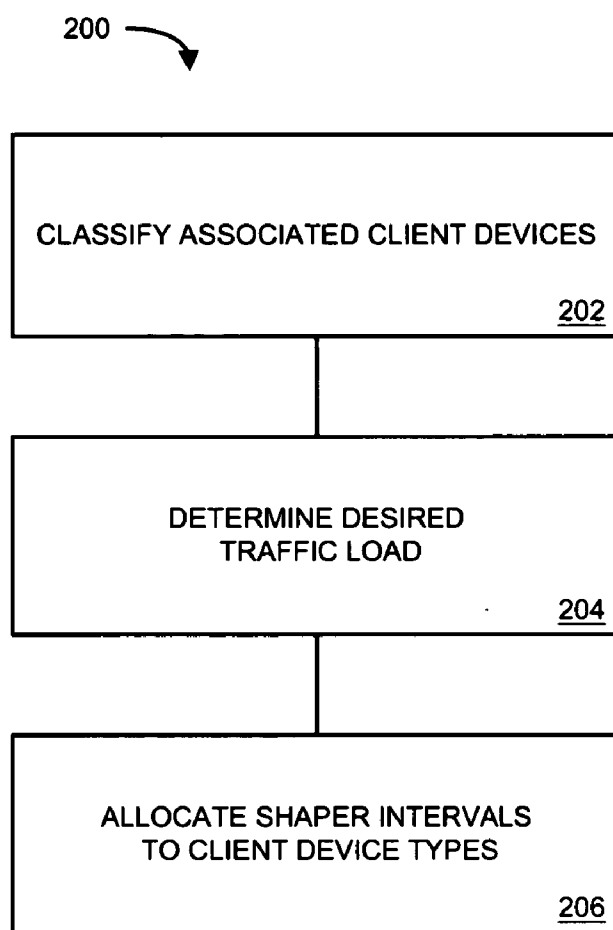 200
CLASSIFY ASSOCIATED CLIENT DEVICES
202
DETERMINE DESIRED
TRAFFIC LOAD
204
ALLOCATE SHAPER INTERVALS
TO CLIENT DEVICE TYPES
206